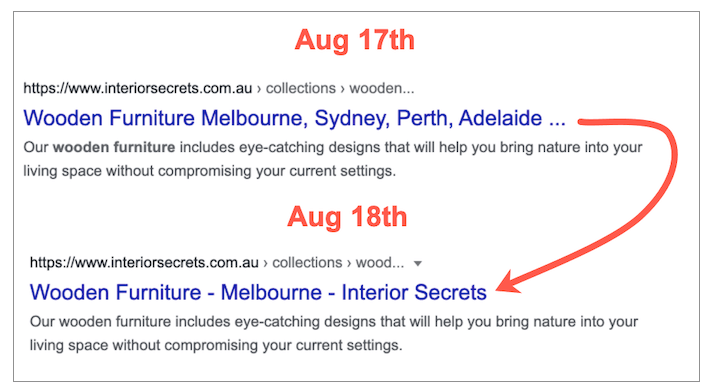 Aug 17th
https://www.interiorsecrets.com.au › collections › wooden...
Wooden Furniture Melbourne, Sydney, Perth, Adelaide ...
Our wooden furniture includes eye-catching designs that will help you bring nature into your
living space without compromising your current settings.
Aug 18th
https://www.interiorsecrets.com.au › collections › wood...
Wooden Furniture - Melbourne - Interior Secrets
Our wooden furniture includes eye-catching designs that will help you bring nature into your
living space without compromising your current settings.